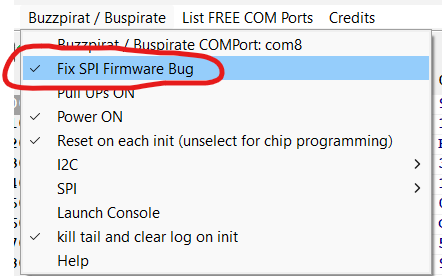 Buzzpirat / Buspirate List FREE COM Ports Credits
Buzzpirat / Buspirate COMPort: com8
Fix SPI Firmware Bug
Pull UPs ON
Power ON
Reset on each init (unselect for chip programming)
I2C
SPI
Launch Console
kill tail and clear log on init
Help